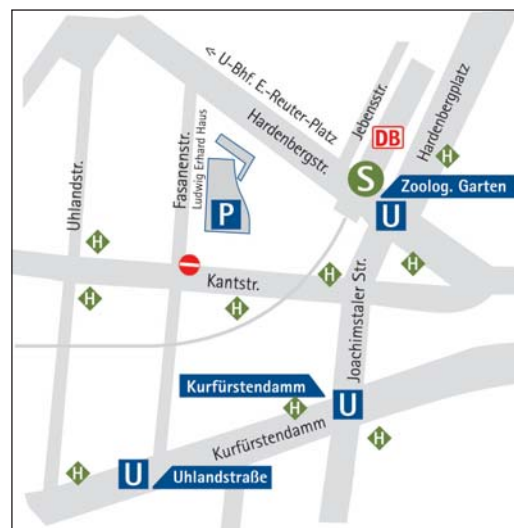 ← U-Bhf. E-Reuter-Platz
Hardenbergstr.
Jebensstr.
DB
Hardenbergplatz
H
S
Zoolog. Garten
U
Uhlandstr.
Fasanenstr.
Ludwig Erhard Haus
P
H
H
H
Kantstr.
H
H
Joachimstaler Str.
Kurfürstendamm
H
U
Kurfürstendamm
H
H
U
Uhlandstraße